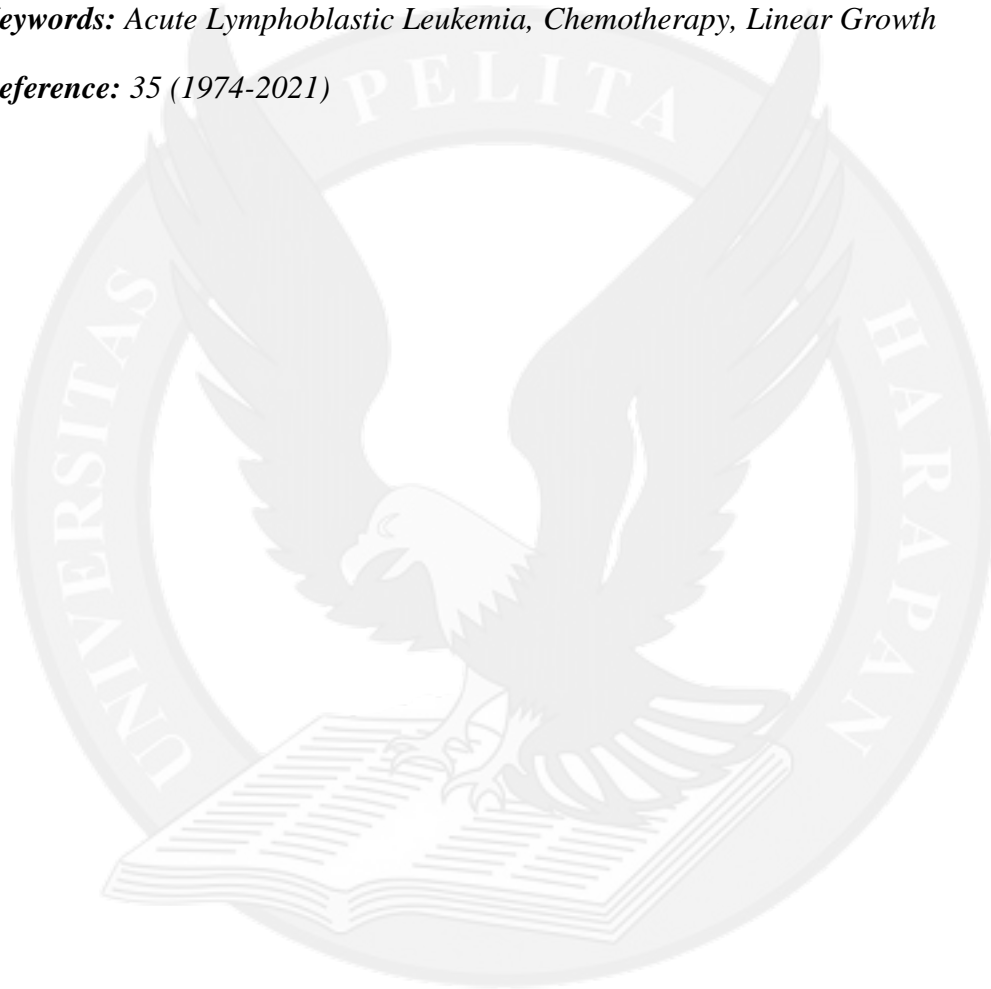 eywords: Acute Lymphoblastic Leukemia, Chemotherapy, Linear Growth
eference: 35 (1974-2021)
UNIVERSITAS PELITA HARAPAN